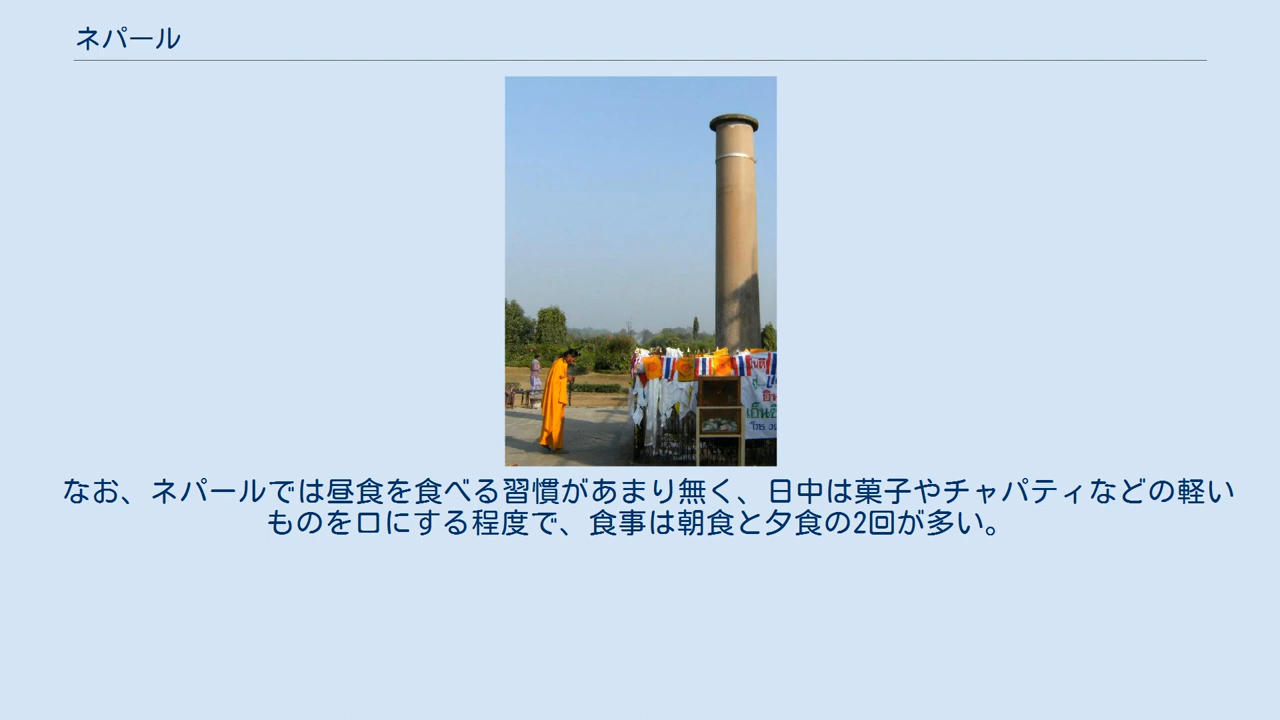 ネパール
なお、ネパールでは昼食を食べる習慣があまり無く、日中は菓子やチャパティなどの軽い
ものを口にする程度で、食事は朝食と夕食の2回が多い。